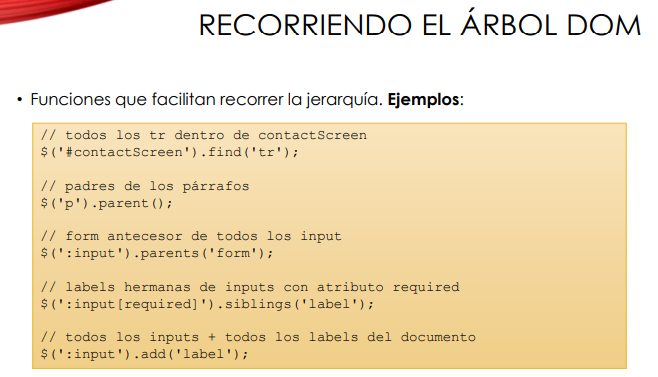 RECORRIENDO EL ÁRBOL DOM
• Funciones que facilitan recorrer la jerarquía. Ejemplos:
// todos los tr dentro de contactScreen
$('#contactScreen').find('tr');
// padres de los párrafos
$('p').parent();
// form antecesor de todos los input
$(':input').parents('form');
// labels hermanas de inputs con atributo required
$(':input[required]').siblings('label');
// todos los inputs + todos los labels del documento
$(':input').add('label');